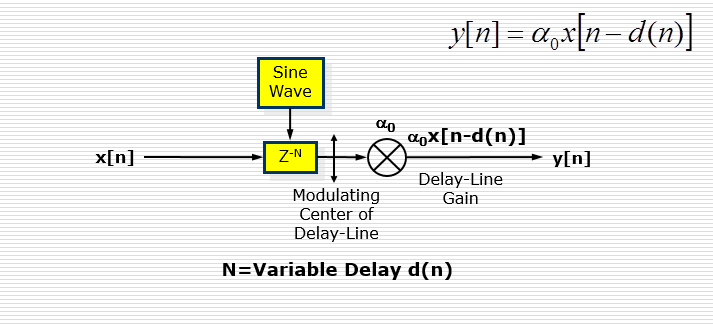 y[n] = α₀x[n − d(n)]
Sine
Wave
α₀
α₀x[n-d(n)]
x[n]
Z⁻ᴺ
y[n]
Modulating
Center of
Delay-Line
Delay-Line
Gain
N=Variable Delay d(n)